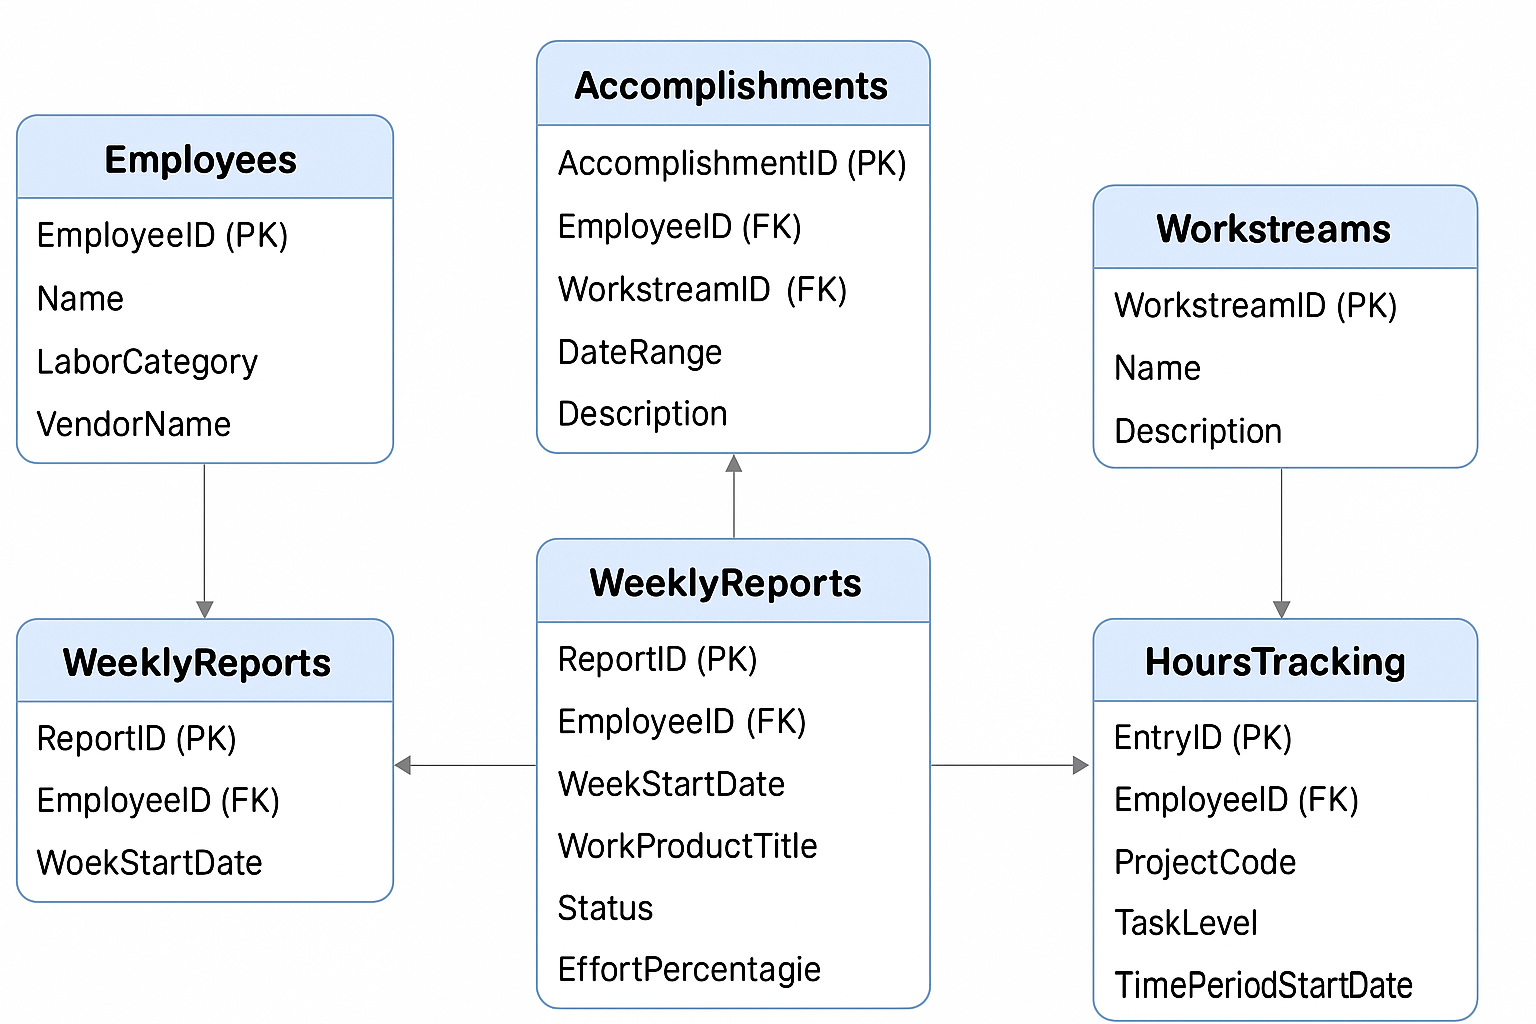 Employees
EmployeeID (PK)
Name
LaborCategory
VendorName
Accomplishments
AccomplishmentID (PK)
EmployeeID (FK)
WorkstreamID (FK)
DateRange
Description
Workstreams
WorkstreamID (PK)
Name
Description
WeeklyReports
ReportID (PK)
EmployeeID (FK)
WoekStartDate
WeeklyReports
ReportID (PK)
EmployeeID (FK)
WeekStartDate
WorkProductTitle
Status
EffortPercentagie
HoursTracking
EntryID (PK)
EmployeeID (FK)
ProjectCode
TaskLevel
TimePeriodStartDate